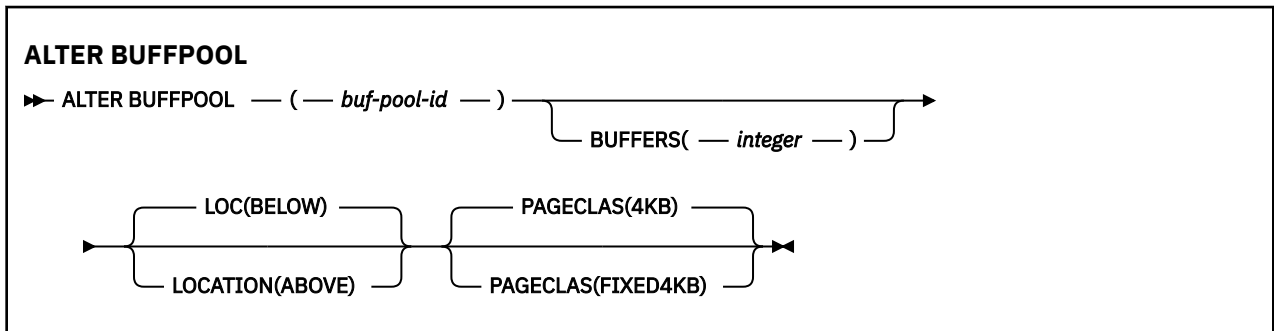 ALTER BUFFPOOL
ALTER BUFFPOOL ( buf-pool-id )
BUFFERS( integer )
LOC(BELOW) PAGECLAS(4KB)
LOCATION(ABOVE) PAGECLAS(FIXED4KB)